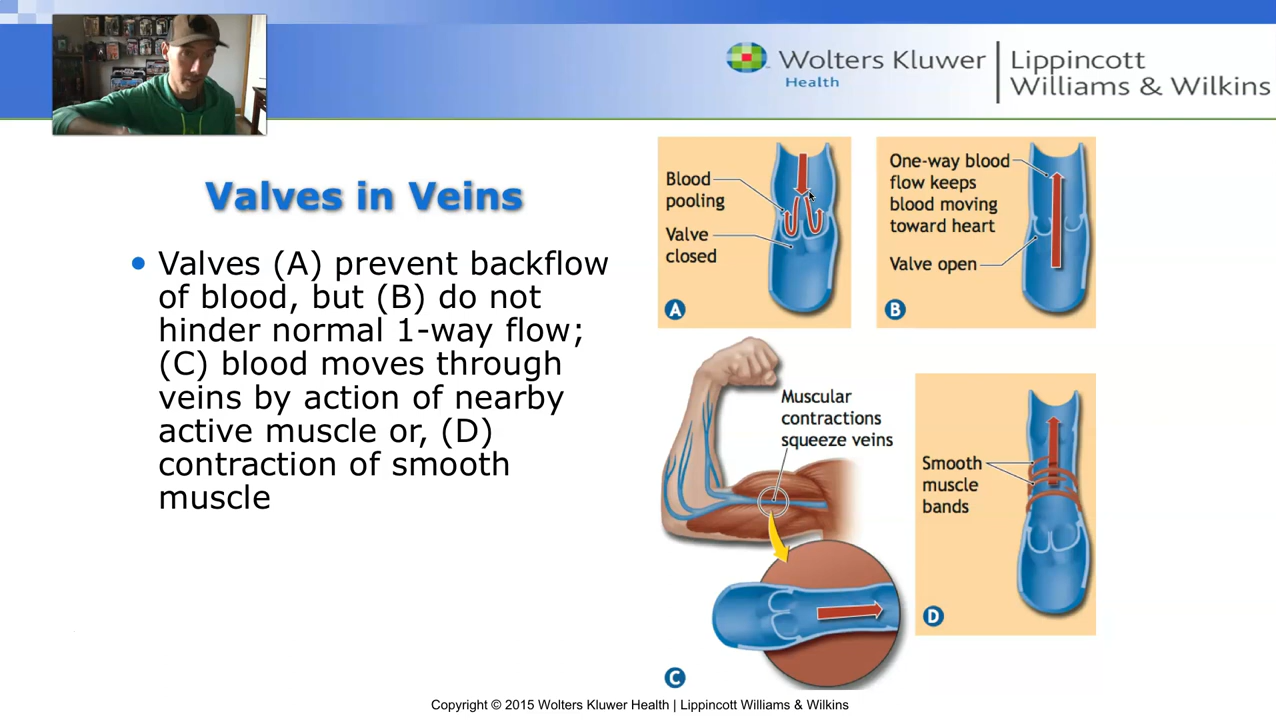 Wolters Kluwer
Health
Lippincott
Williams & Wilkins
Valves in Veins
• Valves (A) prevent backflow
of blood, but (B) do not
hinder normal 1-way flow;
(C) blood moves through
veins by action of nearby
active muscle or, (D)
contraction of smooth
muscle
Blood
pooling
Valve
closed
A
One-way blood
flow keeps
blood moving
toward heart
Valve open
B
Muscular
contractions
squeeze veins
C
Smooth
muscle
bands
D
Copyright © 2015 Wolters Kluwer Health | Lippincott Williams & Wilkins